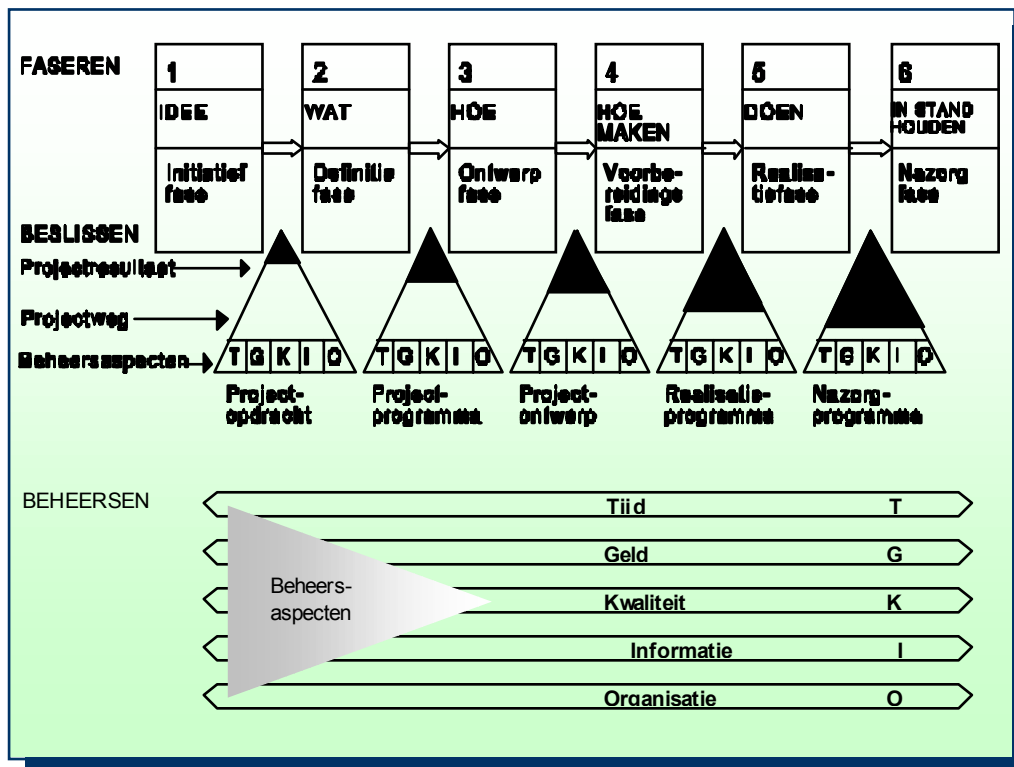 FASEREN
1
IDEE
Initiatief
fase
2
WAT
Definitie
fase
3
HOE
Ontwerp
fase
4
HOE
MAKEN
Voorbe-
reidings
fase
5
DOEN
Realisa-
tiefase
6
IN STAND
HOUDEN
Nazorg
fase
BESLISSEN
Projectresultaat
Projectweg
Beheersaspecten
T G K I O
T G K I O
T G K I O
T G K I O
T G K I O
Project-
opdracht
Project-
programma
Project-
ontwerp
Realisatie-
programma
Nazorg-
programma
BEHEERSEN
Beheers-
aspecten
Tijd T
Geld G
Kwaliteit K
Informatie I
Organisatie O